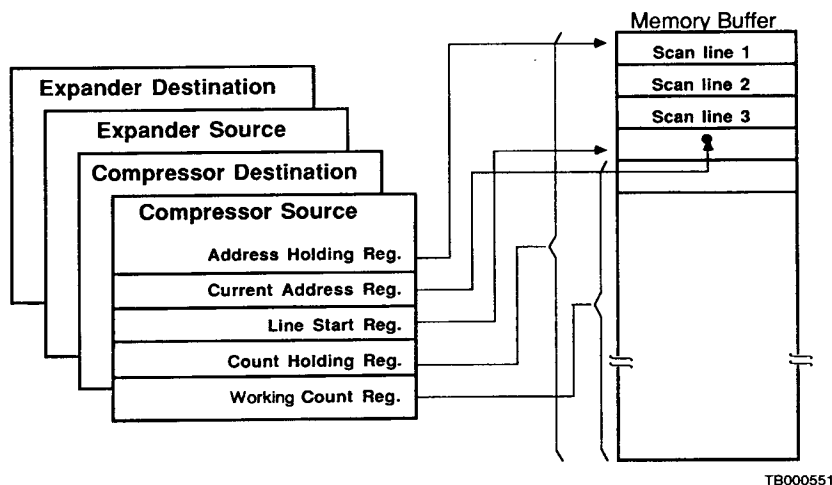 Memory Buffer
Scan line 1
Scan line 2
Scan line 3
Expander Destination
Expander Source
Compressor Destination
Compressor Source
Address Holding Reg.
Current Address Reg.
Line Start Reg.
Count Holding Reg.
Working Count Reg.
TB000551